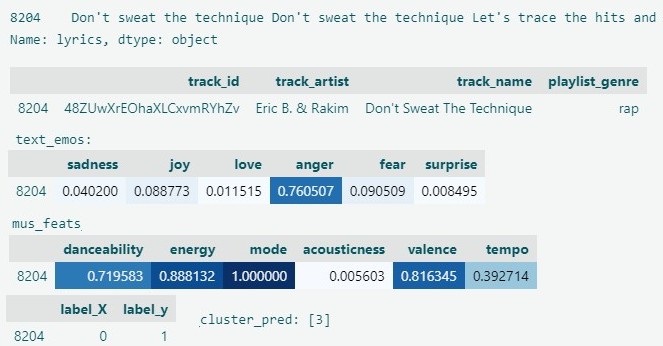 8204 Don't sweat the technique Don't sweat the technique Let's trace the hits and
Name: lyrics, dtype: object
track_id track_artist track_name playlist_genre
8204 48ZUwXrEOhaXLCxvmRYhZv Eric B. & Rakim Don't Sweat The Technique rap
text_emos:
sadness joy love anger fear surprise
8204 0.040200 0.088773 0.011515 0.760507 0.090509 0.008495
mus_feats
danceability energy mode acousticness valence tempo
8204 0.719583 0.888132 1.000000 0.005603 0.816345 0.392714
label_X label_y
8204 0 1
cluster_pred: [3]